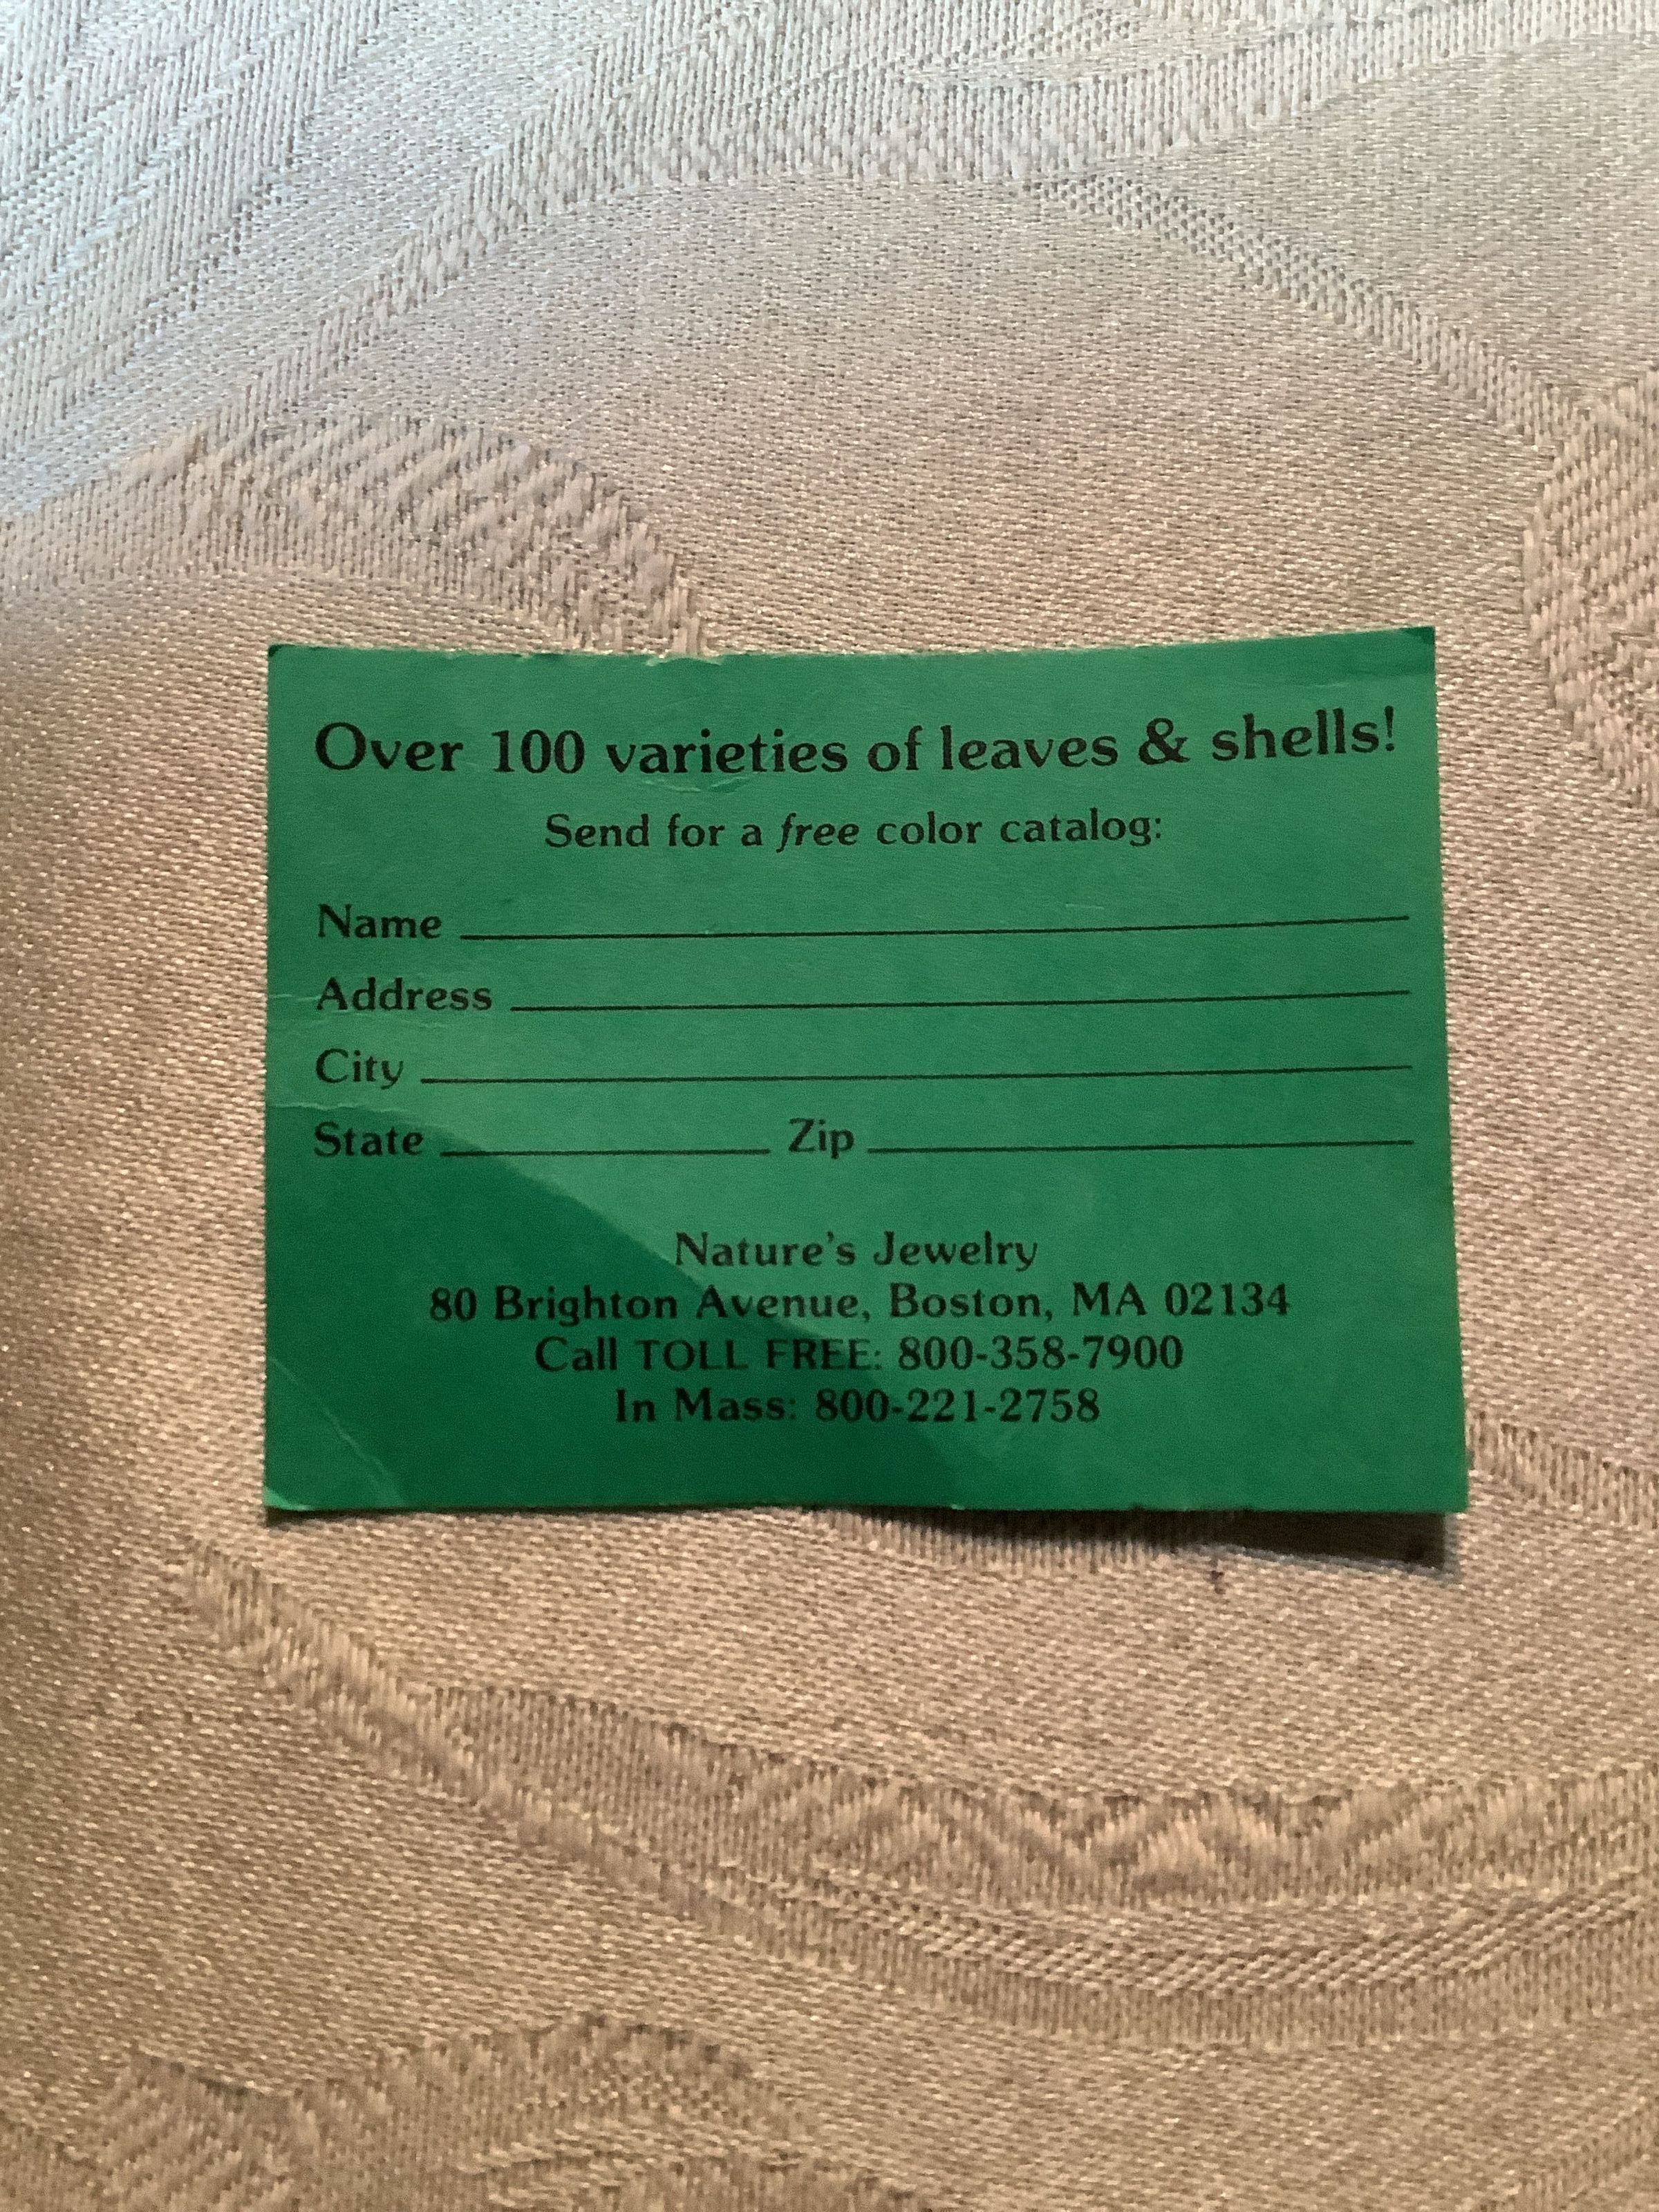 Over 100 varieties of leaves & shells!
Send for a free color catalog:
Name
Address
City
State Zip
Nature's Jewelry
80 Brighton Avenue, Boston, MA 02134
Call TOLL FREE: 800-358-7900
In Mass: 800-221-2758